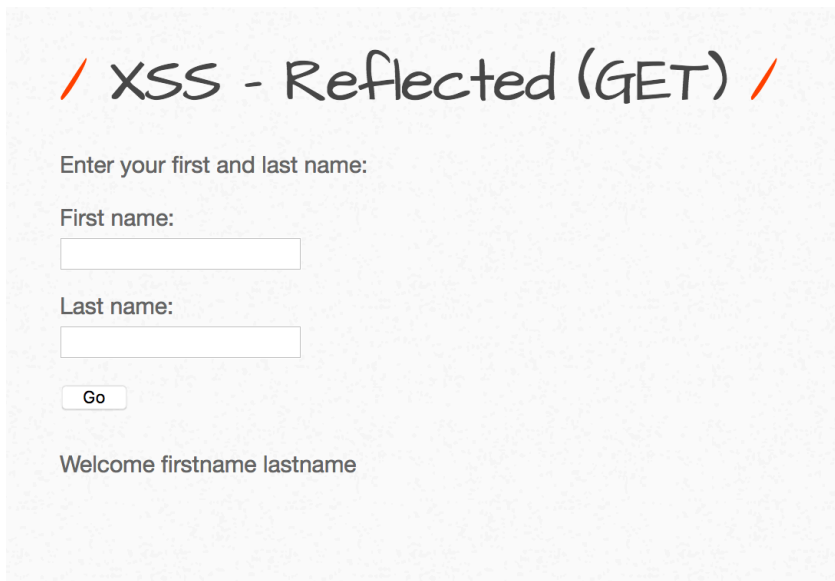 / XSS - Reflected (GET) /
Enter your first and last name:
First name:
Last name:
Go
Welcome firstname lastname